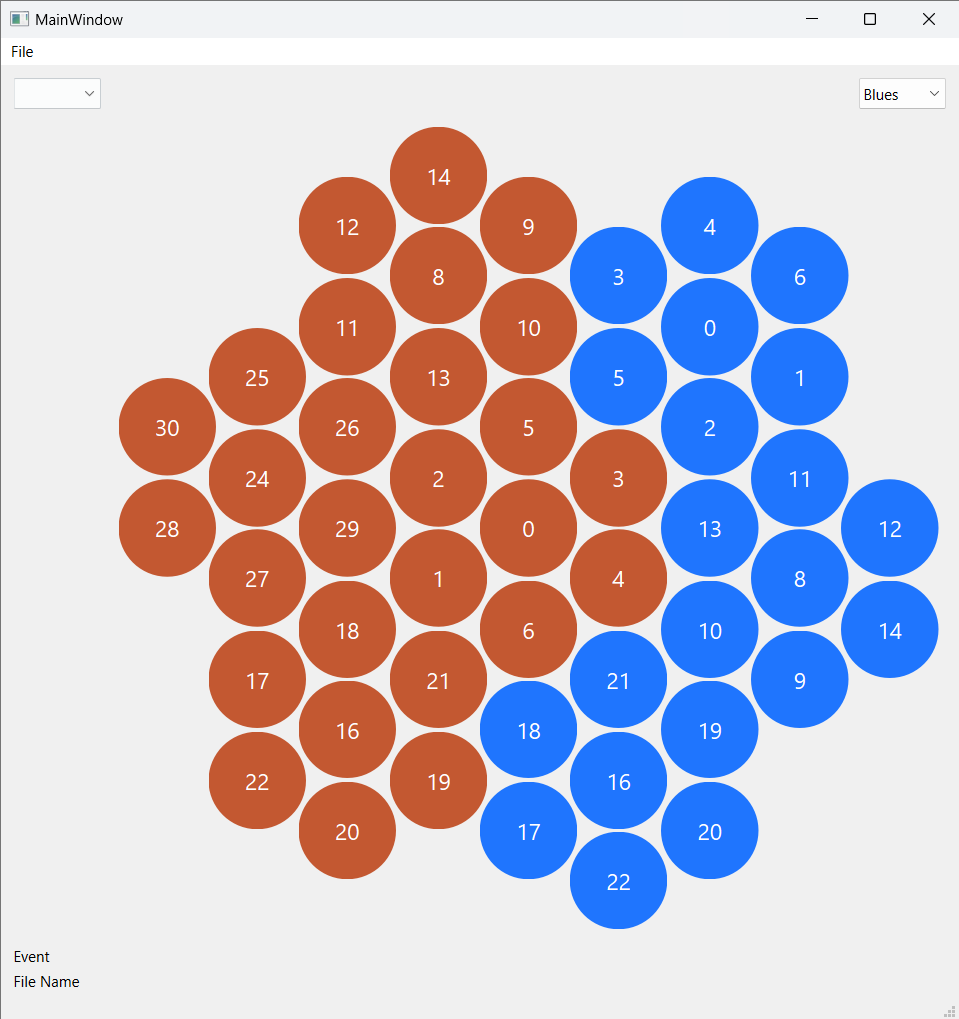 MainWindow
File
Blues
14
12 9 4
8 3 6
11 10 0
25 13 5 1
30 26 5 2
24 2 3 11
28 29 0 13 12
27 1 4 8
18 6 10 14
17 21 21 9
16 18 19
22 19 16
20 17 20
22
Event
File Name